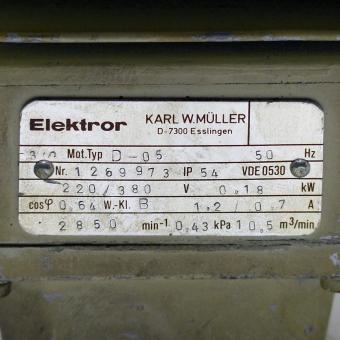 Elektror KARL W. MÜLLER
D-7300 Esslingen
3/0 Mot.Typ D-05 50 Hz
Nr. 1269973 IP 54 VDE 0530
220/380 V 0,18 kW
cosφ 0,64 W.-Kl. B 1,2/0,7 A
2850 min-1 0,43 kPa 10,5 m³/min